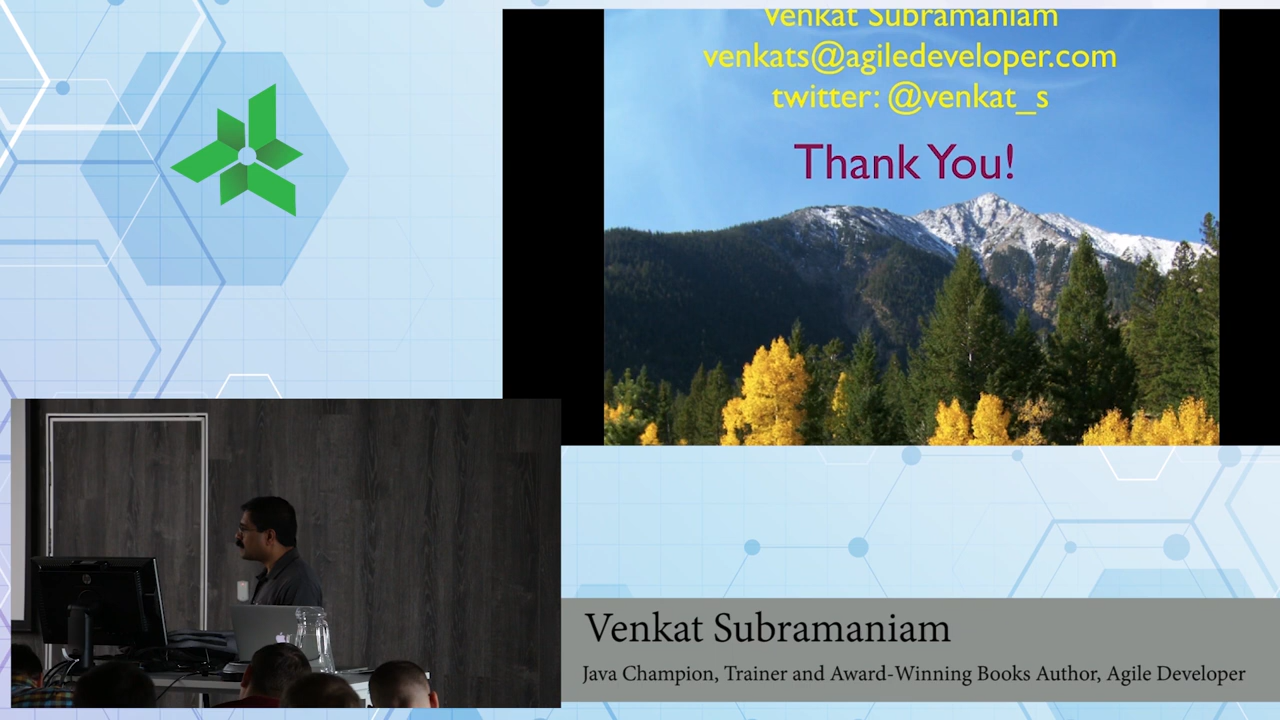 Venkat Subramaniam
venkats@agiledeveloper.com
twitter: @venkat_s
Thank You!
Venkat Subramaniam
Java Champion, Trainer and Award-Winning Books Author, Agile Developer